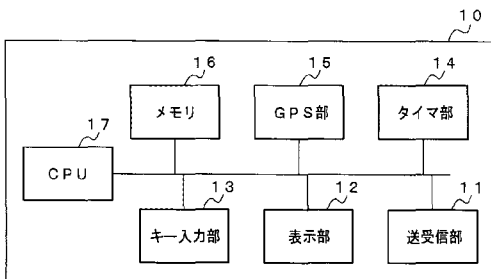 １０
１６ １５ １４
メモリ ＧＰＳ部 タイマ部
１７
ＣＰＵ
１３ １２ １１
キー入力部 表示部 送受信部